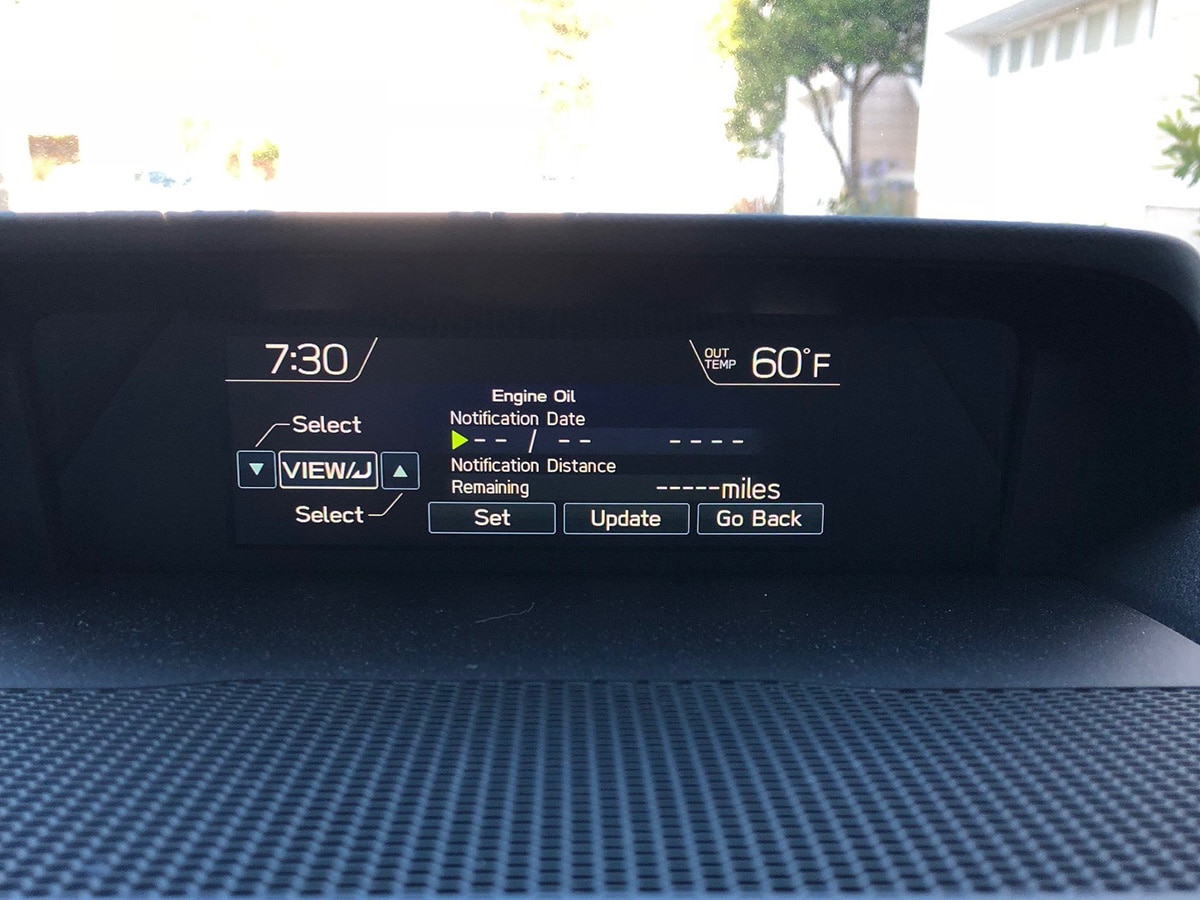 7:30
OUT
TEMP 60°F
Engine Oil
Notification Date
-- / -- ----
Notification Distance
Remaining -----miles
Select
VIEW/
Select
Set Update Go Back